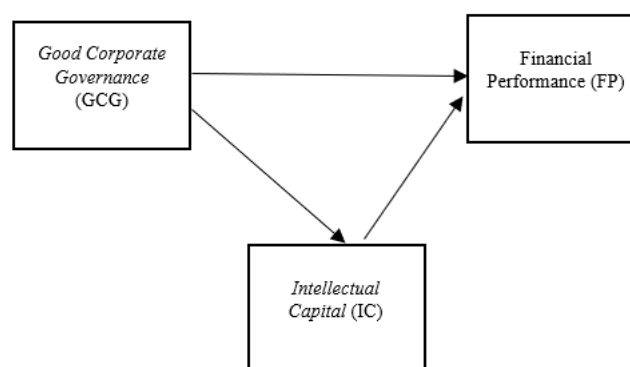 Good Corporate
Governance
(GCG)
Financial
Performance (FP)
Intellectual
Capital (IC)